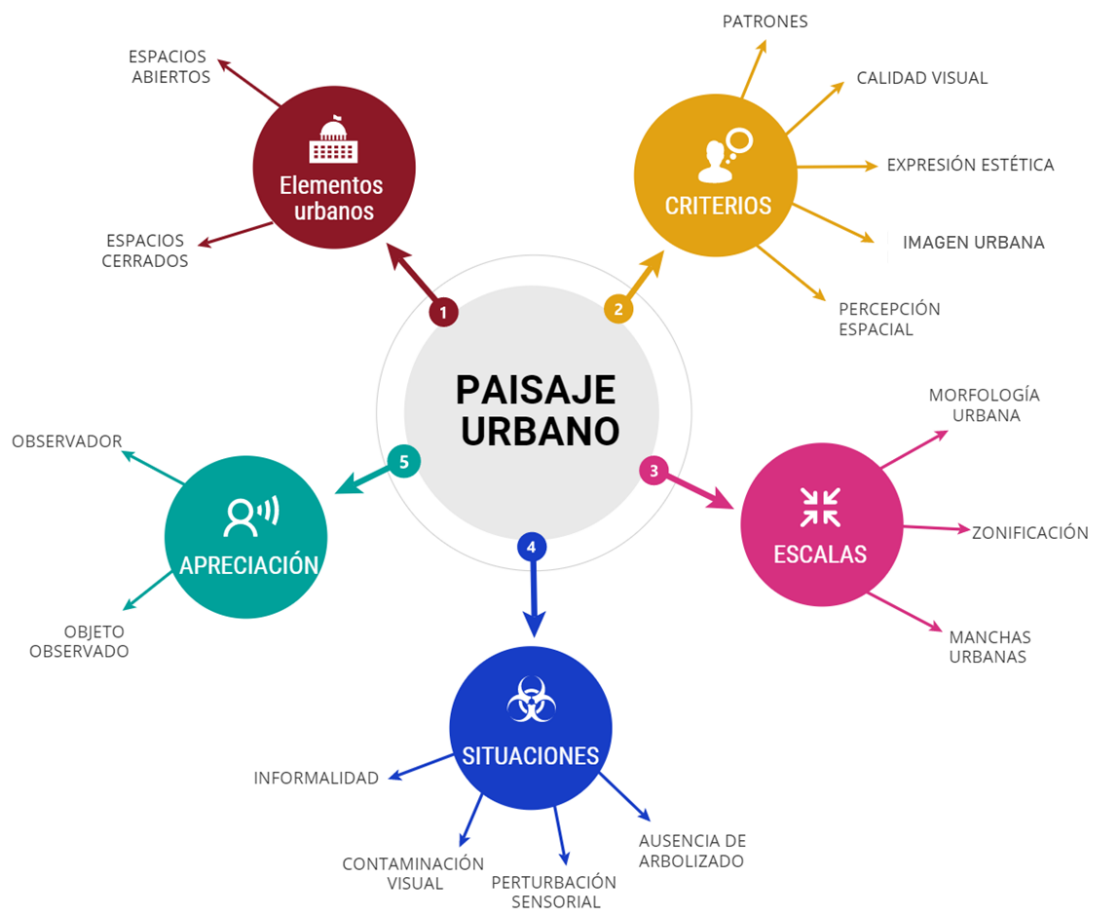 PAISAJE
URBANO
1
Elementos
urbanos
ESPACIOS
ABIERTOS
ESPACIOS
CERRADOS
2
CRITERIOS
PATRONES
CALIDAD VISUAL
EXPRESIÓN ESTÉTICA
IMAGEN URBANA
PERCEPCIÓN
ESPACIAL
3
ESCALAS
MORFOLOGÍA
URBANA
ZONIFICACIÓN
MANCHAS
URBANAS
4
SITUACIONES
INFORMALIDAD
CONTAMINACIÓN
VISUAL
PERTURBACIÓN
SENSORIAL
AUSENCIA DE
ARBOLIZADO
5
APRECIACIÓN
OBSERVADOR
OBJETO
OBSERVADO